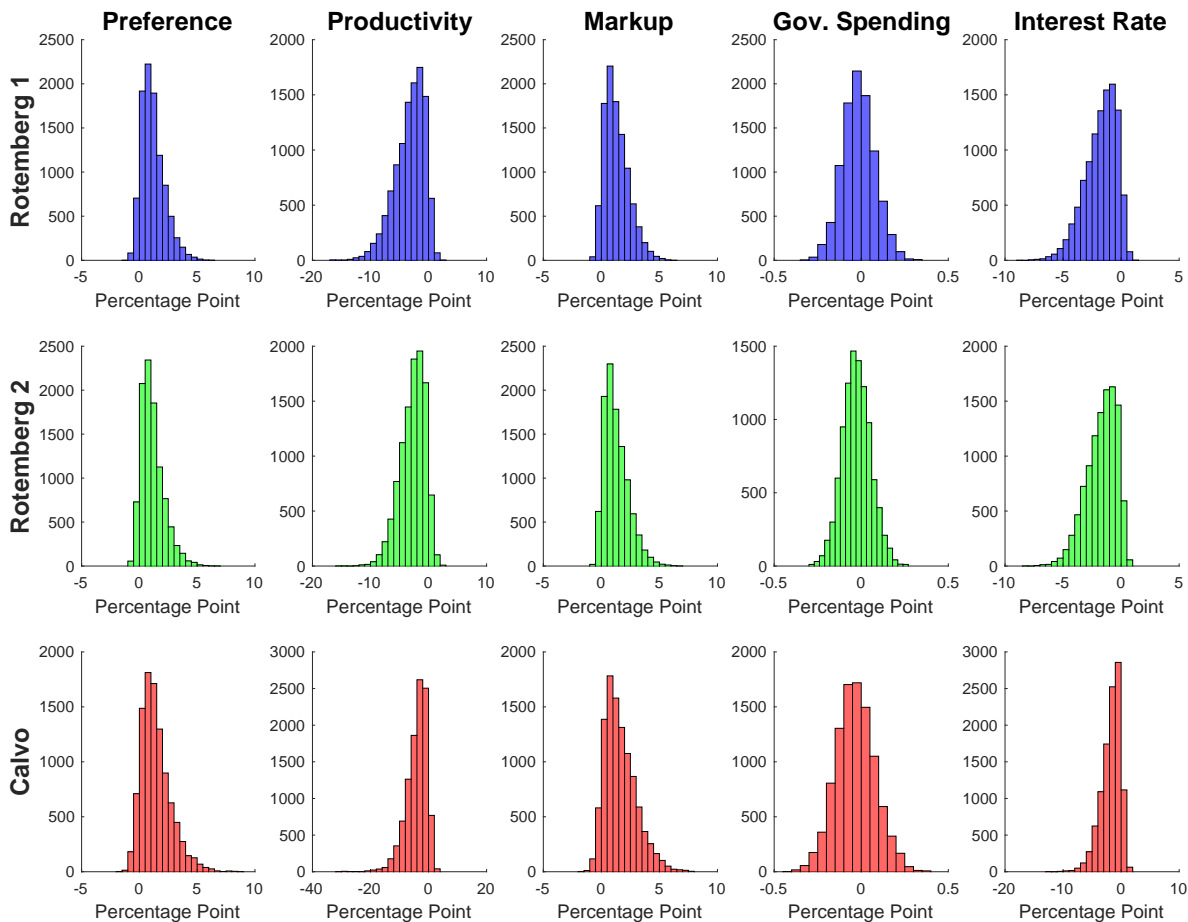 Preference Productivity Markup Gov. Spending Interest Rate
Rotemberg 1
2500 2000 1500 1000 500 0
-5 0 5 10
Percentage Point
2000 1500 1000 500 0
-20 -10 0 10
Percentage Point
2500 2000 1500 1000 500 0
-5 0 5 10
Percentage Point
2500 2000 1500 1000 500 0
-0.5 0 0.5
Percentage Point
2000 1500 1000 500 0
-10 -5 0 5
Percentage Point
Rotemberg 2
2500 2000 1500 1000 500 0
-5 0 5 10
Percentage Point
2000 1500 1000 500 0
-20 -10 0 10
Percentage Point
2500 2000 1500 1000 500 0
-5 0 5 10
Percentage Point
1500 1000 500 0
-0.5 0 0.5
Percentage Point
2000 1500 1000 500 0
-10 -5 0 5
Percentage Point
Calvo
2000 1500 1000 500 0
-5 0 5 10
Percentage Point
3000 2500 2000 1500 1000 500 0
-40 -20 0 20
Percentage Point
2000 1500 1000 500 0
-5 0 5 10
Percentage Point
2000 1500 1000 500 0
-0.5 0 0.5
Percentage Point
3000 2500 2000 1500 1000 500 0
-20 -10 0 10
Percentage Point